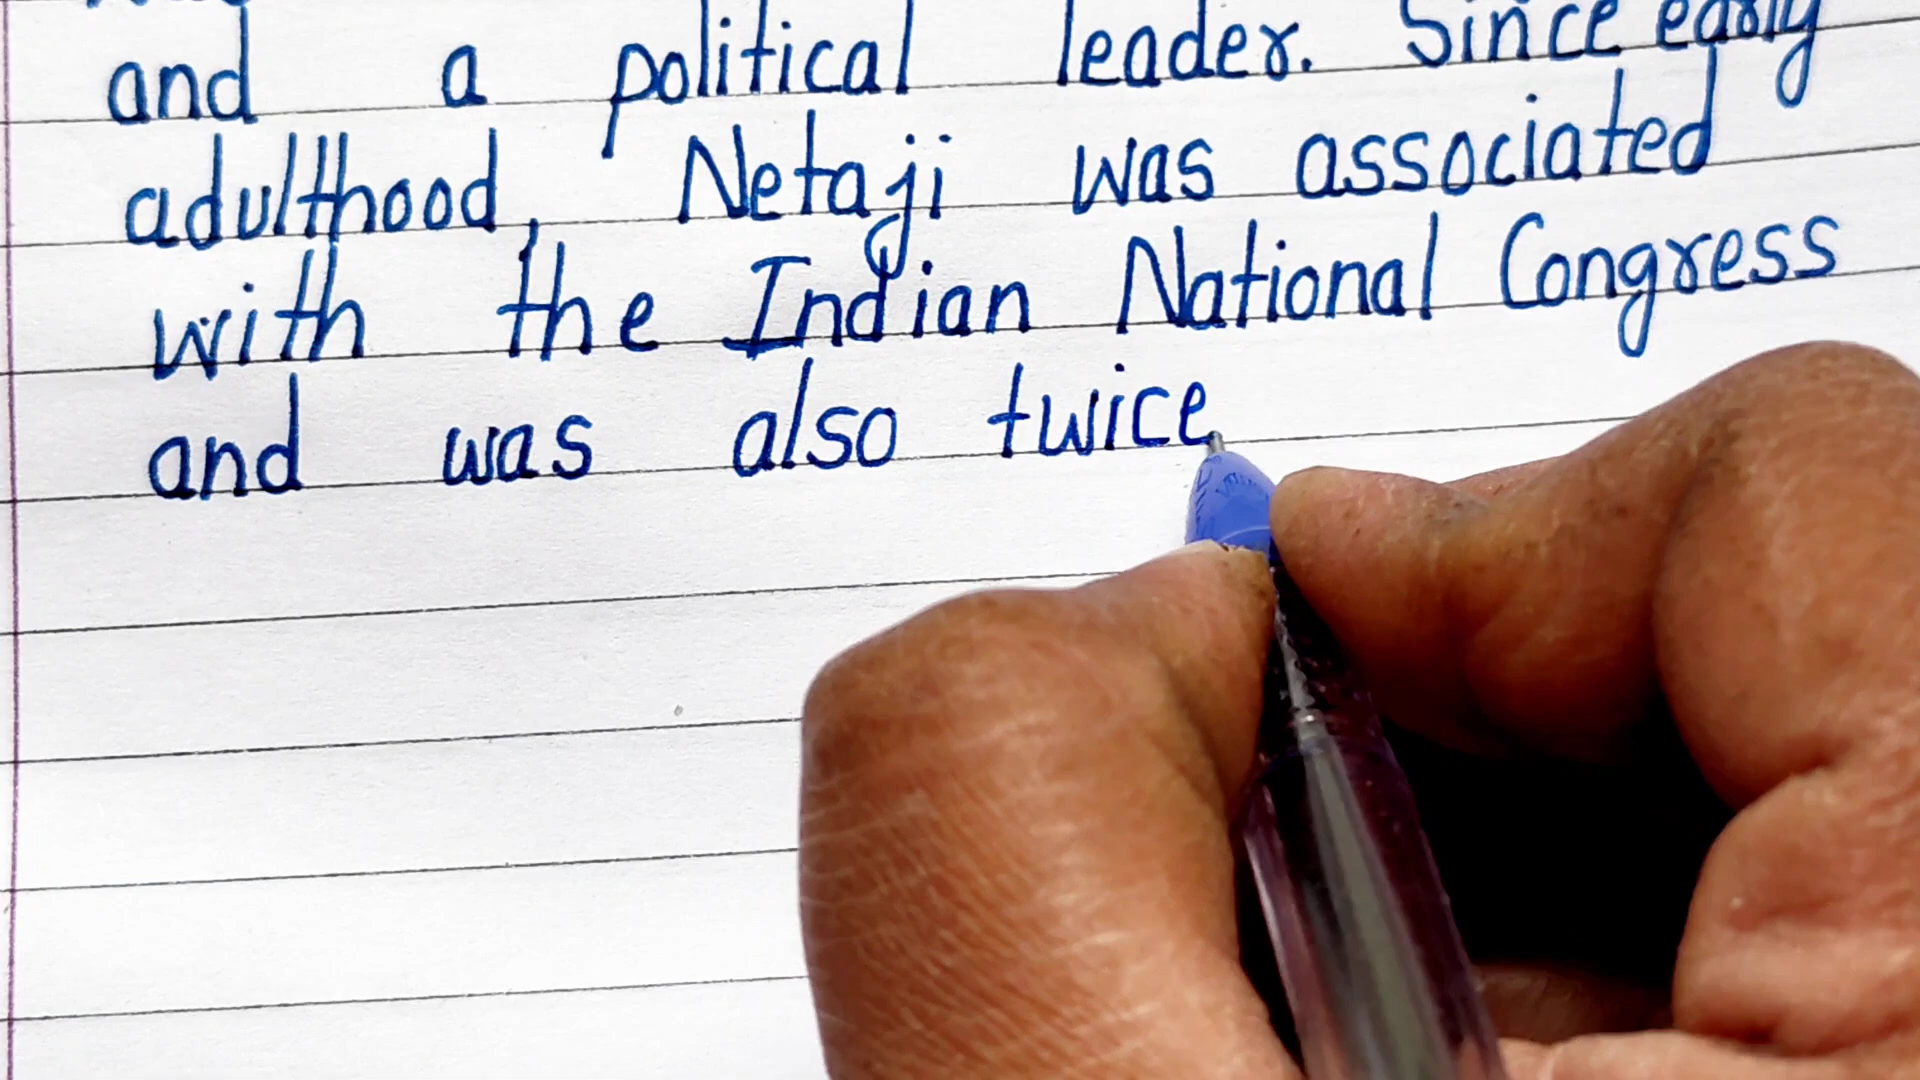 and a political leader. Since early
adulthood, Netaji was associated
with the Indian National Congress
and was also twice